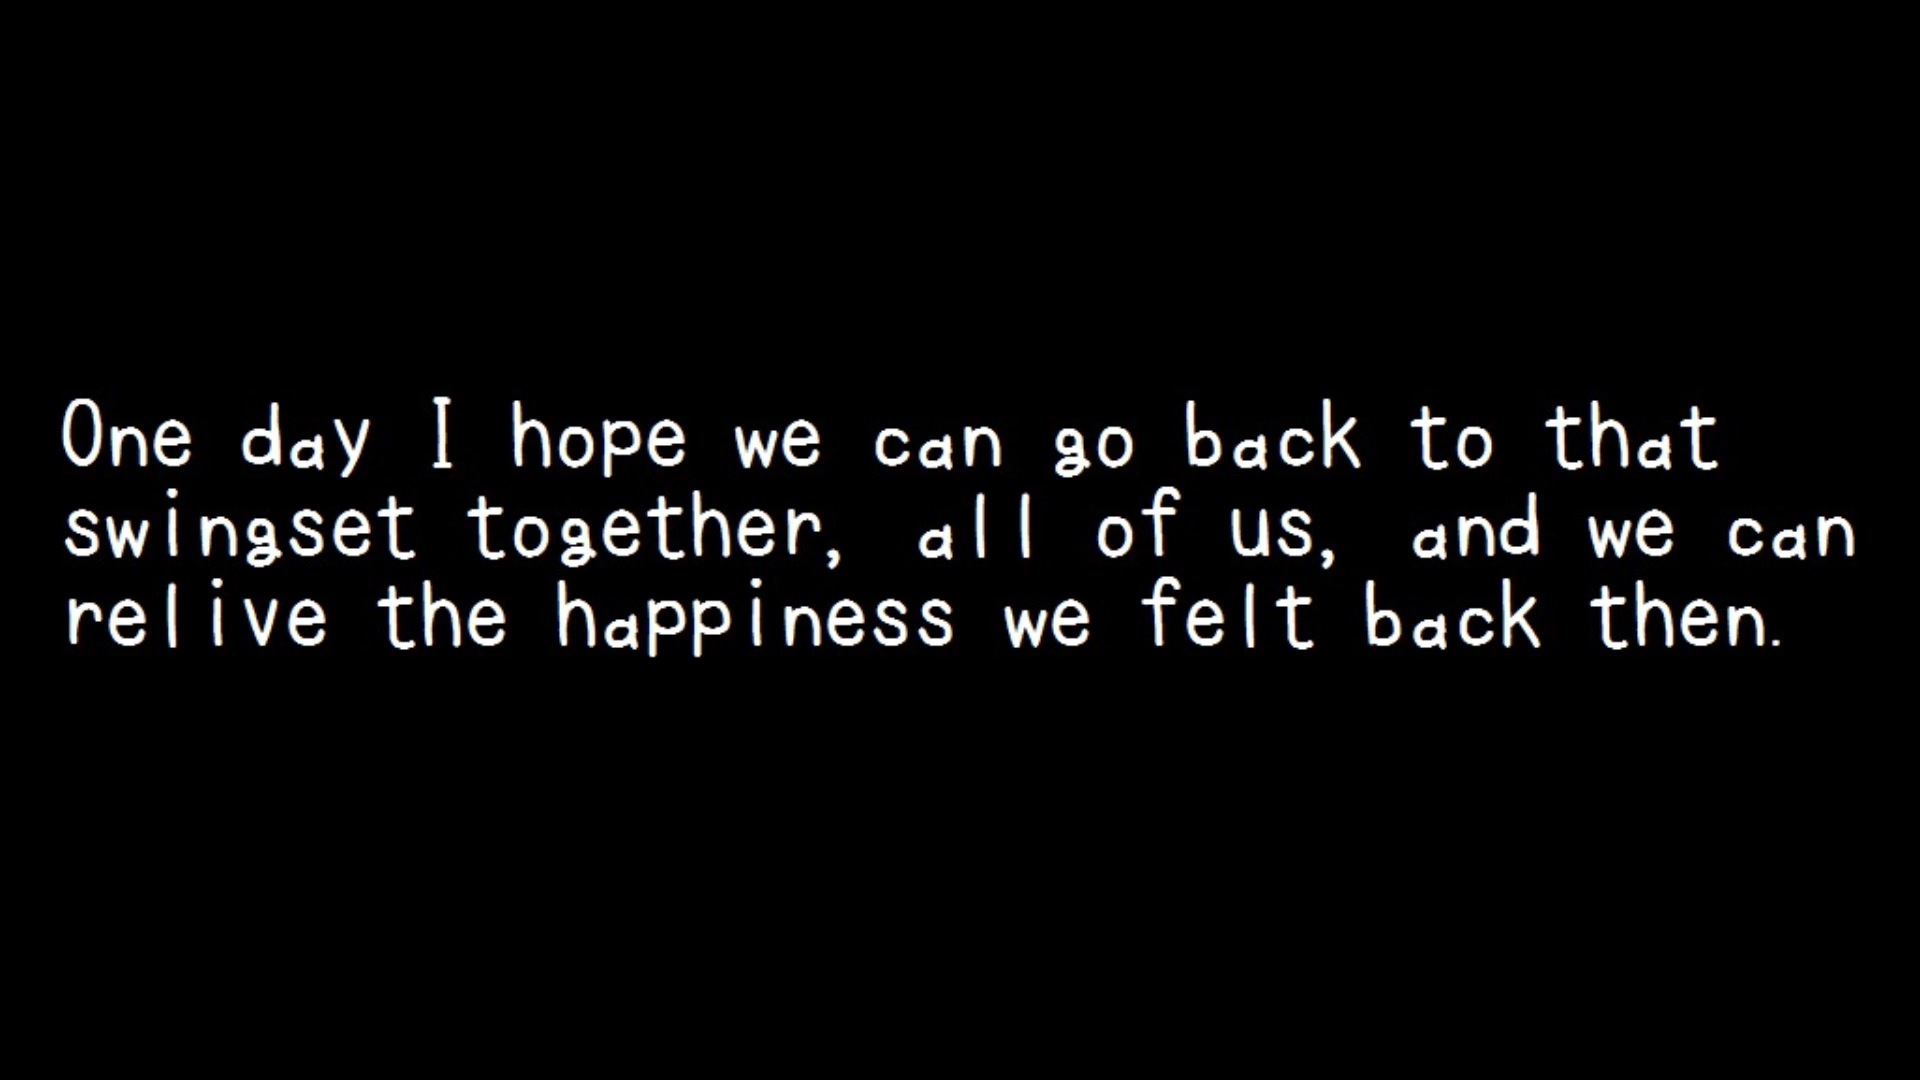 One day I hope we can go back to that
swingset together, all of us, and we can
relive the happiness we felt back then.